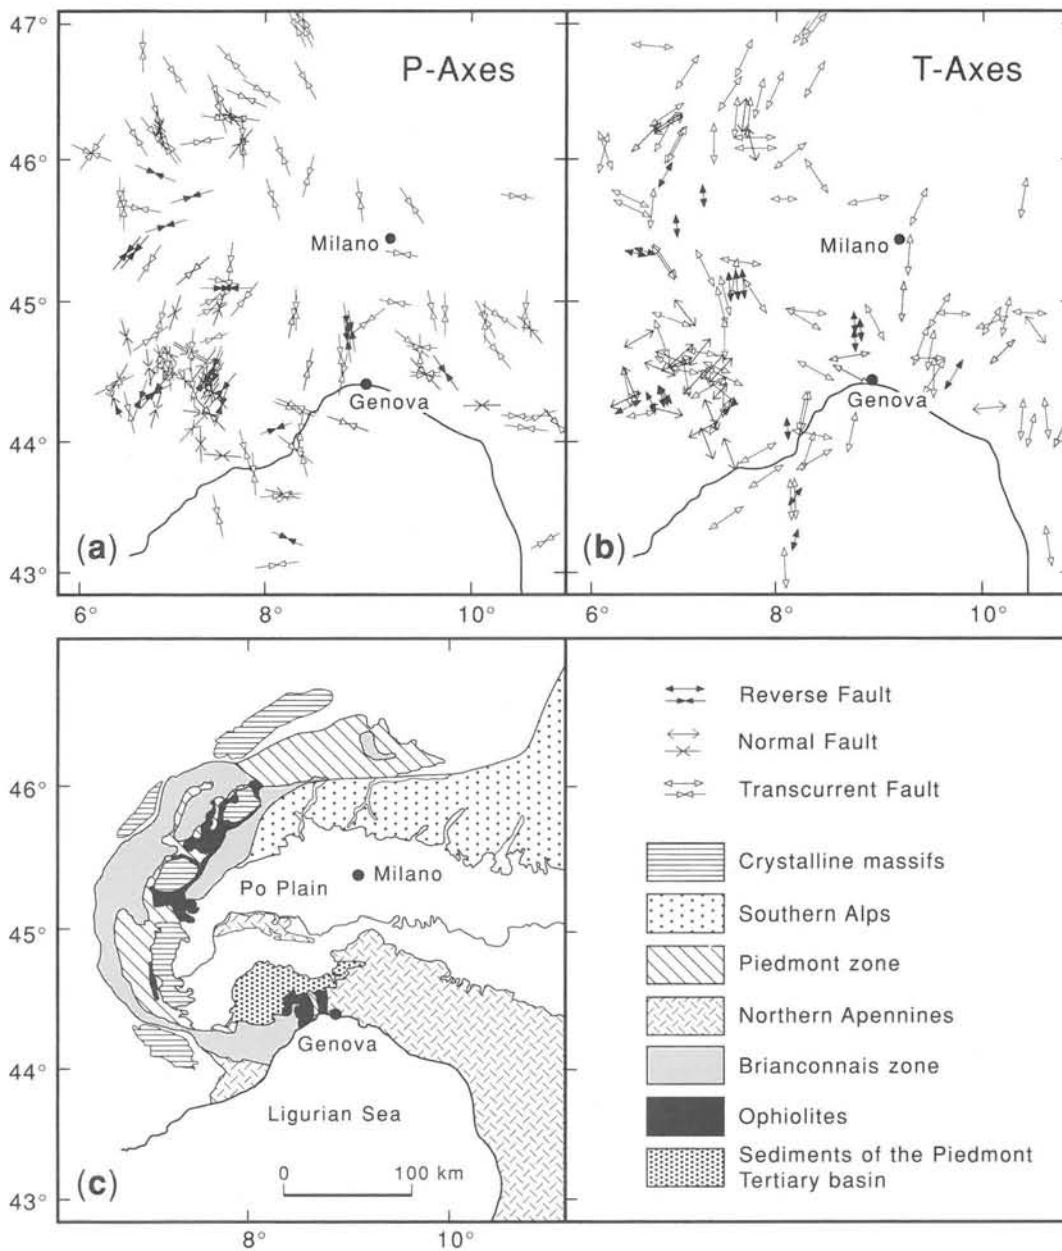 47°
46°
45°
44°
43°
P-Axes
Milano
Genova
(a)
6°
8°
10°
T-Axes
Milano
Genova
(b)
6°
8°
10°
46°
45°
44°
43°
Po Plain
Milano
Genova
Ligurian Sea
0 100 km
(c)
8°
10°
Reverse Fault
Normal Fault
Transcurrent Fault
Crystalline massifs
Southern Alps
Piedmont zone
Northern Apennines
Brianconnais zone
Ophiolites
Sediments of the Piedmont
Tertiary basin